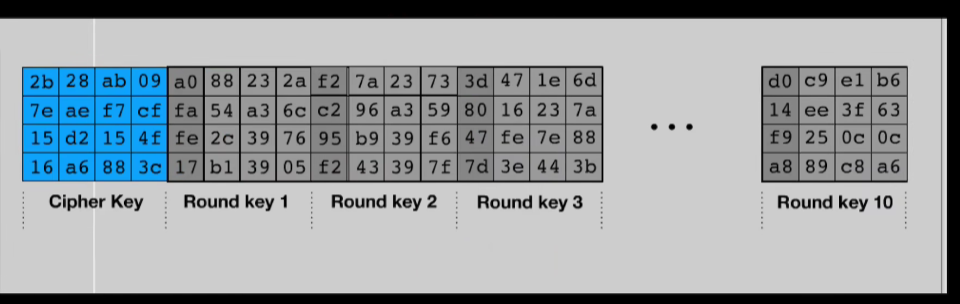 2b 28 ab 09 a0 88 23 2a f2 7a 23 73 3d 47 1e 6d d0 c9 e1 b6
7e ae f7 cf fa 54 a3 6c c2 96 a3 59 80 16 23 7a ••• 14 ee 3f 63
15 d2 15 4f fe 2c 39 76 95 b9 39 f6 47 fe 7e 88 f9 25 0c 0c
16 a6 88 3c 17 b1 39 05 f2 43 39 7f 7d 3e 44 3b a8 89 c8 a6
Cipher Key Round key 1 Round key 2 Round key 3 Round key 10